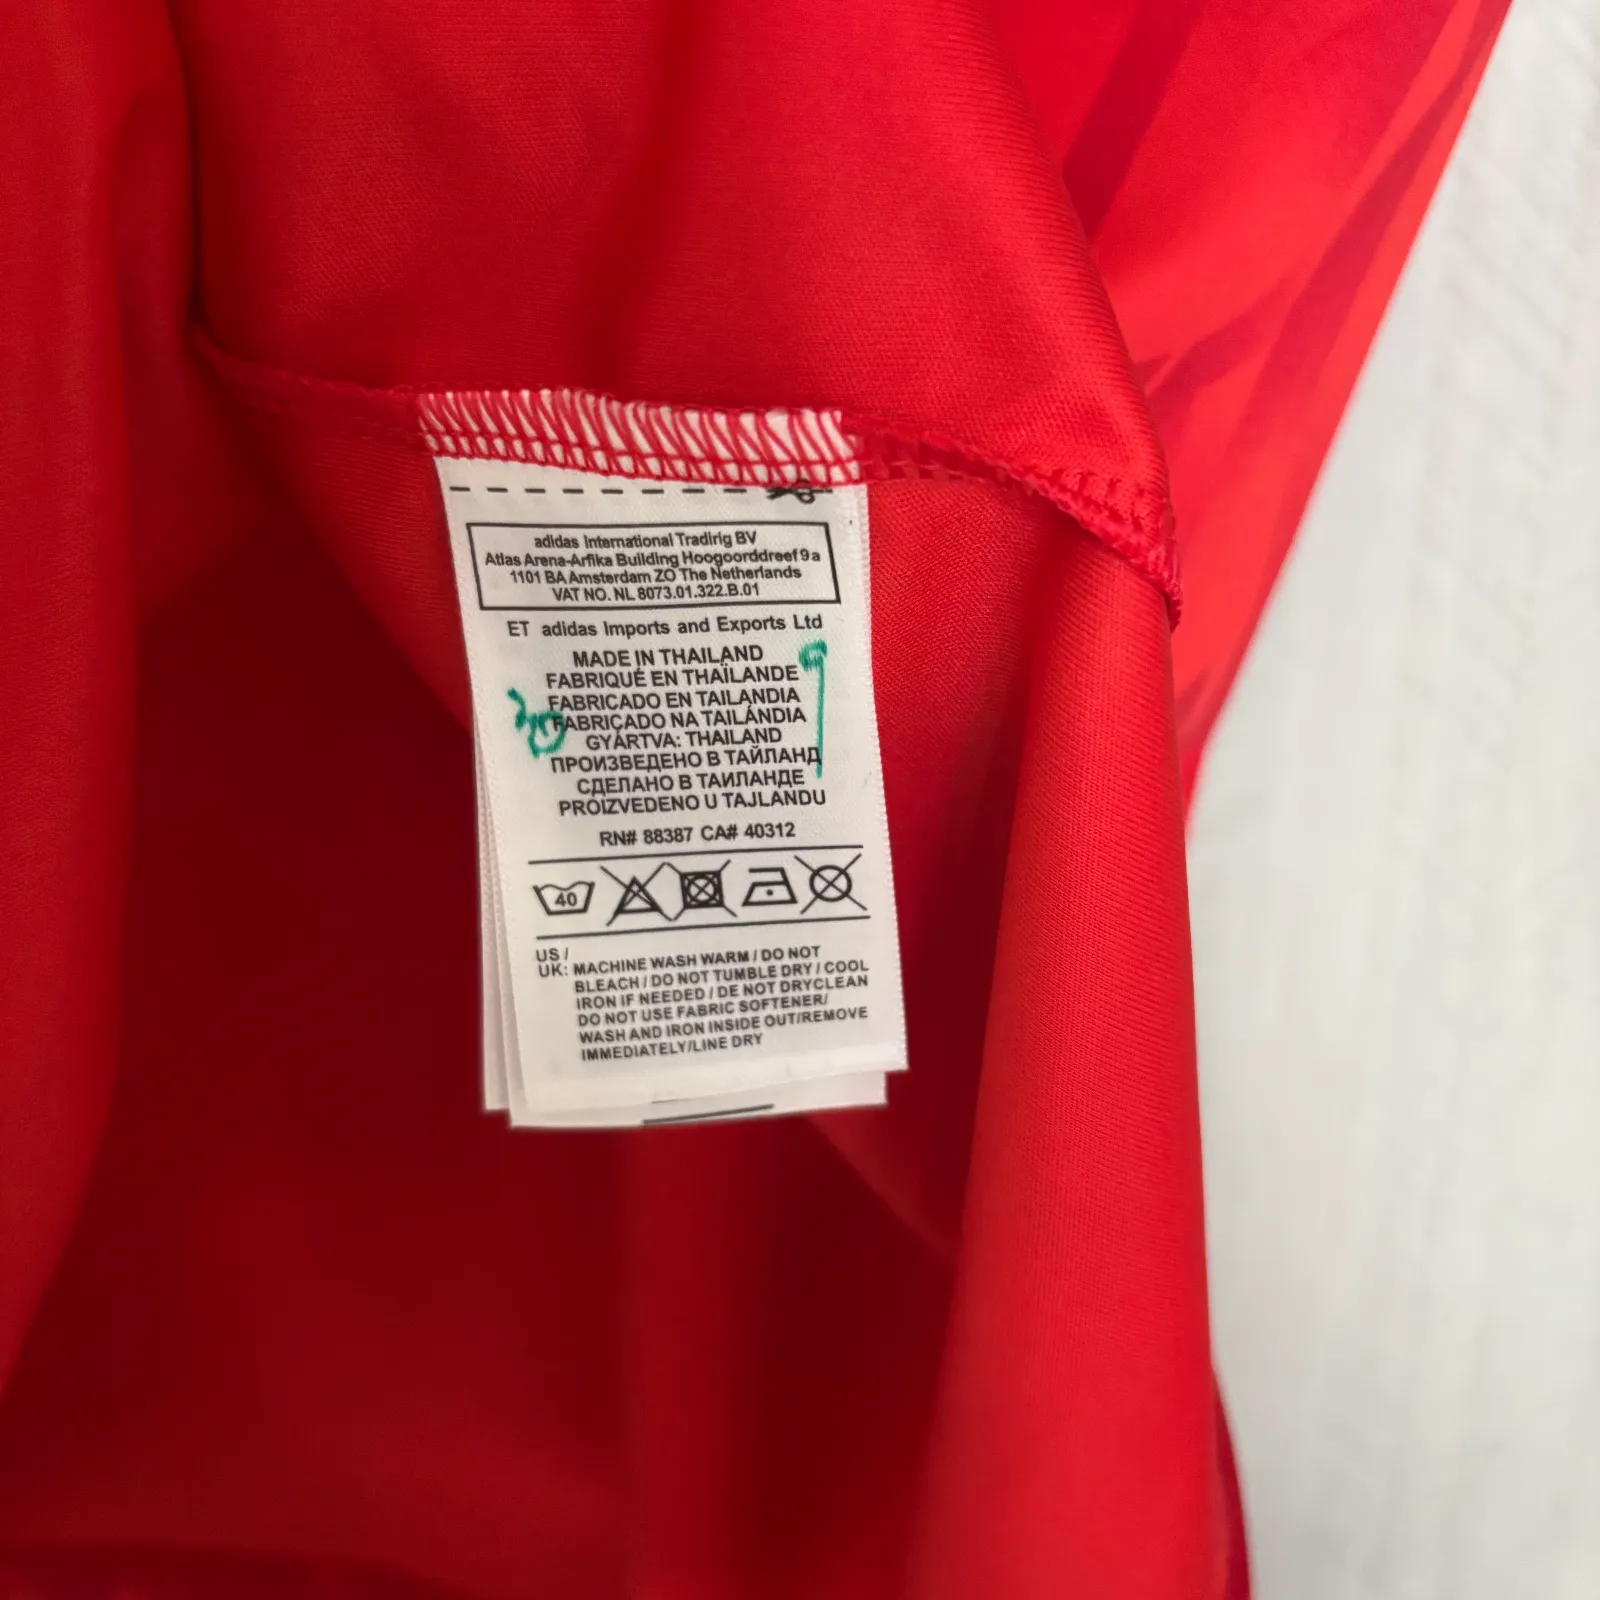 adidas International Tradirig BV
Atlas Arena-Arfika Building Hoogoorddreef 9 a
1101 BA Amsterdam ZO The Netherlands
VAT NO. NL 8073.01.322.B.01
ET adidas Imports and Exports Ltd
MADE IN THAILAND
FABRIQUÉ EN THAÏLANDE
FABRICADO EN TAILANDIA
FABRICADO NA TAILÁNDIA
GYÁRTVA: THAILAND
ПРОИЗВЕДЕНО В ТАЙЛАНД
СДЕЛАНО В ТАИЛАНДЕ
PROIZVEDENO U TAJLANDU
RN# 88387 CA# 40312
40
US /
UK: MACHINE WASH WARM / DO NOT
BLEACH / DO NOT TUMBLE DRY / COOL
IRON IF NEEDED / DE NOT DRYCLEAN
DO NOT USE FABRIC SOFTENER/
WASH AND IRON INSIDE OUT/REMOVE
IMMEDIATELY/LINE DRY